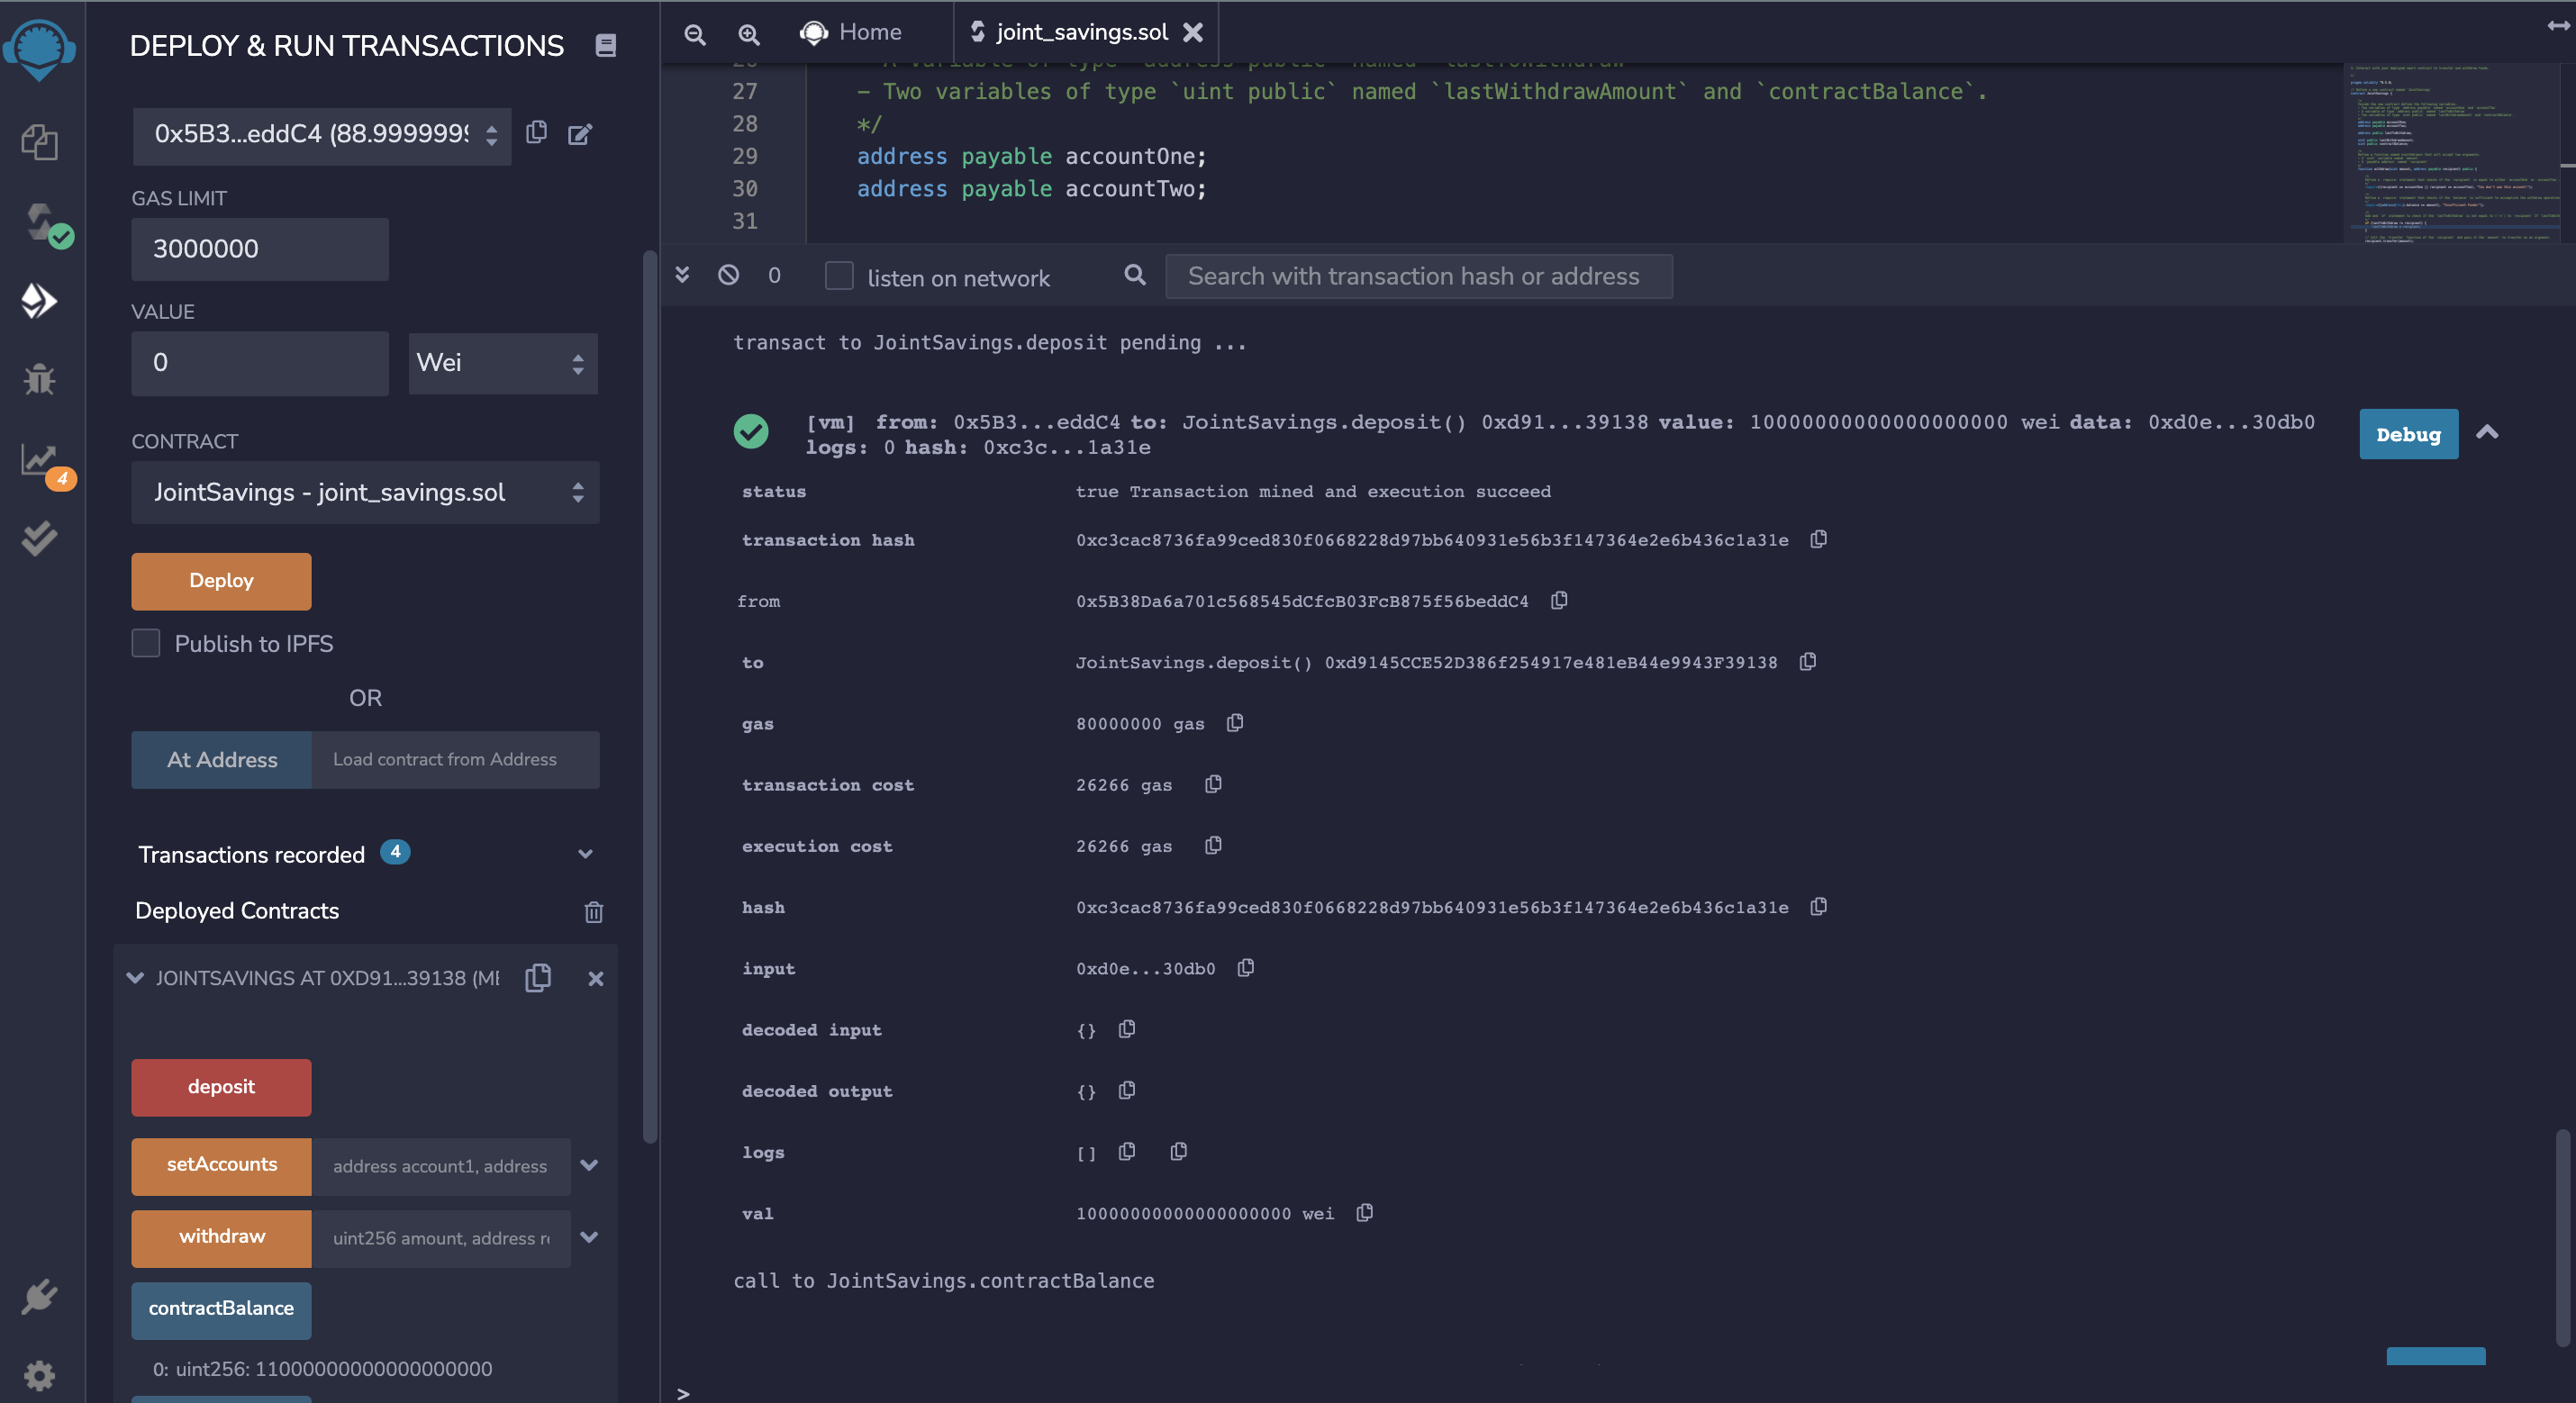 DEPLOY & RUN TRANSACTIONS
0x5B3...eddC4 (88.9999999
GAS LIMIT
3000000
VALUE
0
Wei
CONTRACT
JointSavings - joint_savings.sol
Deploy
Publish to IPFS
OR
At Address
Load contract from Address
Transactions recorded 4
Deployed Contracts
JOINTSAVINGS AT 0XD91...39138 (ME
deposit
setAccounts
address account1, address
withdraw
uint256 amount, address re
contractBalance
0: uint256: 11000000000000000000
4
Home
joint_savings.sol
27 - Two variables of type `uint public` named `lastWithdrawAmount` and `contractBalance`.
28 */
29 address payable accountOne;
30 address payable accountTwo;
31
0
listen on network
Search with transaction hash or address
transact to JointSavings.deposit pending ...
[vm] from: 0x5B3...eddC4 to: JointSavings.deposit() 0xd91...39138 value: 10000000000000000000 wei data: 0xd0e...30db0
logs: 0 hash: 0xc3c...1a31e
Debug
status true Transaction mined and execution succeed
transaction hash 0xc3cac8736fa99ced830f0668228d97bb640931e56b3f147364e2e6b436c1a31e
from 0x5B38Da6a701c568545dCfcB03FcB875f56beddC4
to JointSavings.deposit() 0xd9145CCE52D386f254917e481eB44e9943F39138
gas 80000000 gas
transaction cost 26266 gas
execution cost 26266 gas
hash 0xc3cac8736fa99ced830f0668228d97bb640931e56b3f147364e2e6b436c1a31e
input 0xd0e...30db0
decoded input {}
decoded output {}
logs []
val 10000000000000000000 wei
call to JointSavings.contractBalance
>